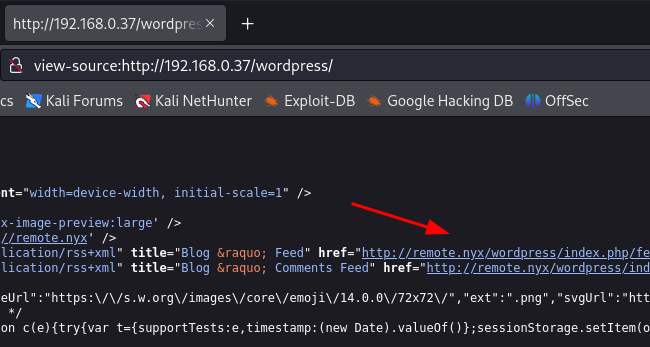 http://192.168.0.37/wordpres
view-source:http://192.168.0.37/wordpress/
cs Kali Forums Kali NetHunter Exploit-DB Google Hacking DB OffSec
ent="width=device-width, initial-scale=1" />
x-image-preview:large' />
//remote.nyx' />
lication/rss+xml" title="Blog &raquo; Feed" href="http://remote.nyx/wordpress/index.php/fe
lication/rss+xml" title="Blog &raquo; Comments Feed" href="http://remote.nyx/wordpress/ind
eUrl":"https:\/\/s.w.org\/images\/core\/emoji\/14.0.0\/72x72\/","ext":".png","svgUrl":"htt
*/
on c(e){try{var t={supportTests:e,timestamp:(new Date).valueOf()};sessionStorage.setItem(o